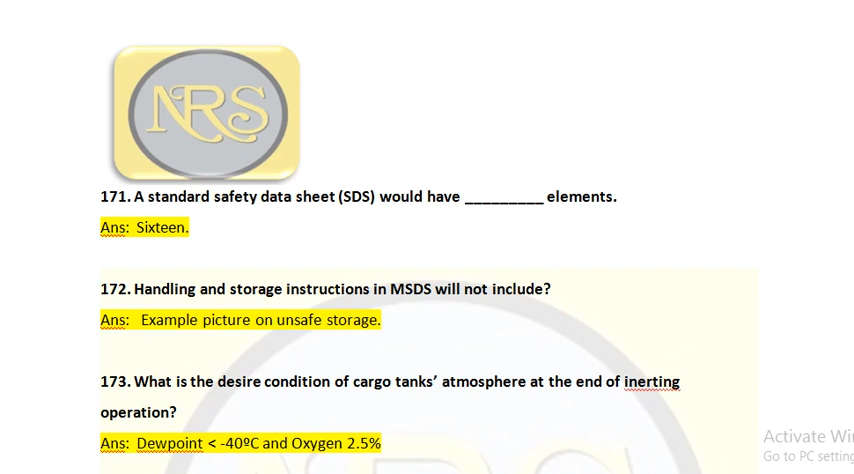 NRS
171. A standard safety data sheet (SDS) would have _________ elements.
Ans: Sixteen.
172. Handling and storage instructions in MSDS will not include?
Ans: Example picture on unsafe storage.
173. What is the desire condition of cargo tanks’ atmosphere at the end of inerting
operation?
Ans: Dewpoint < -40ºC and Oxygen 2.5%
Activate Wi
Go to PC setting